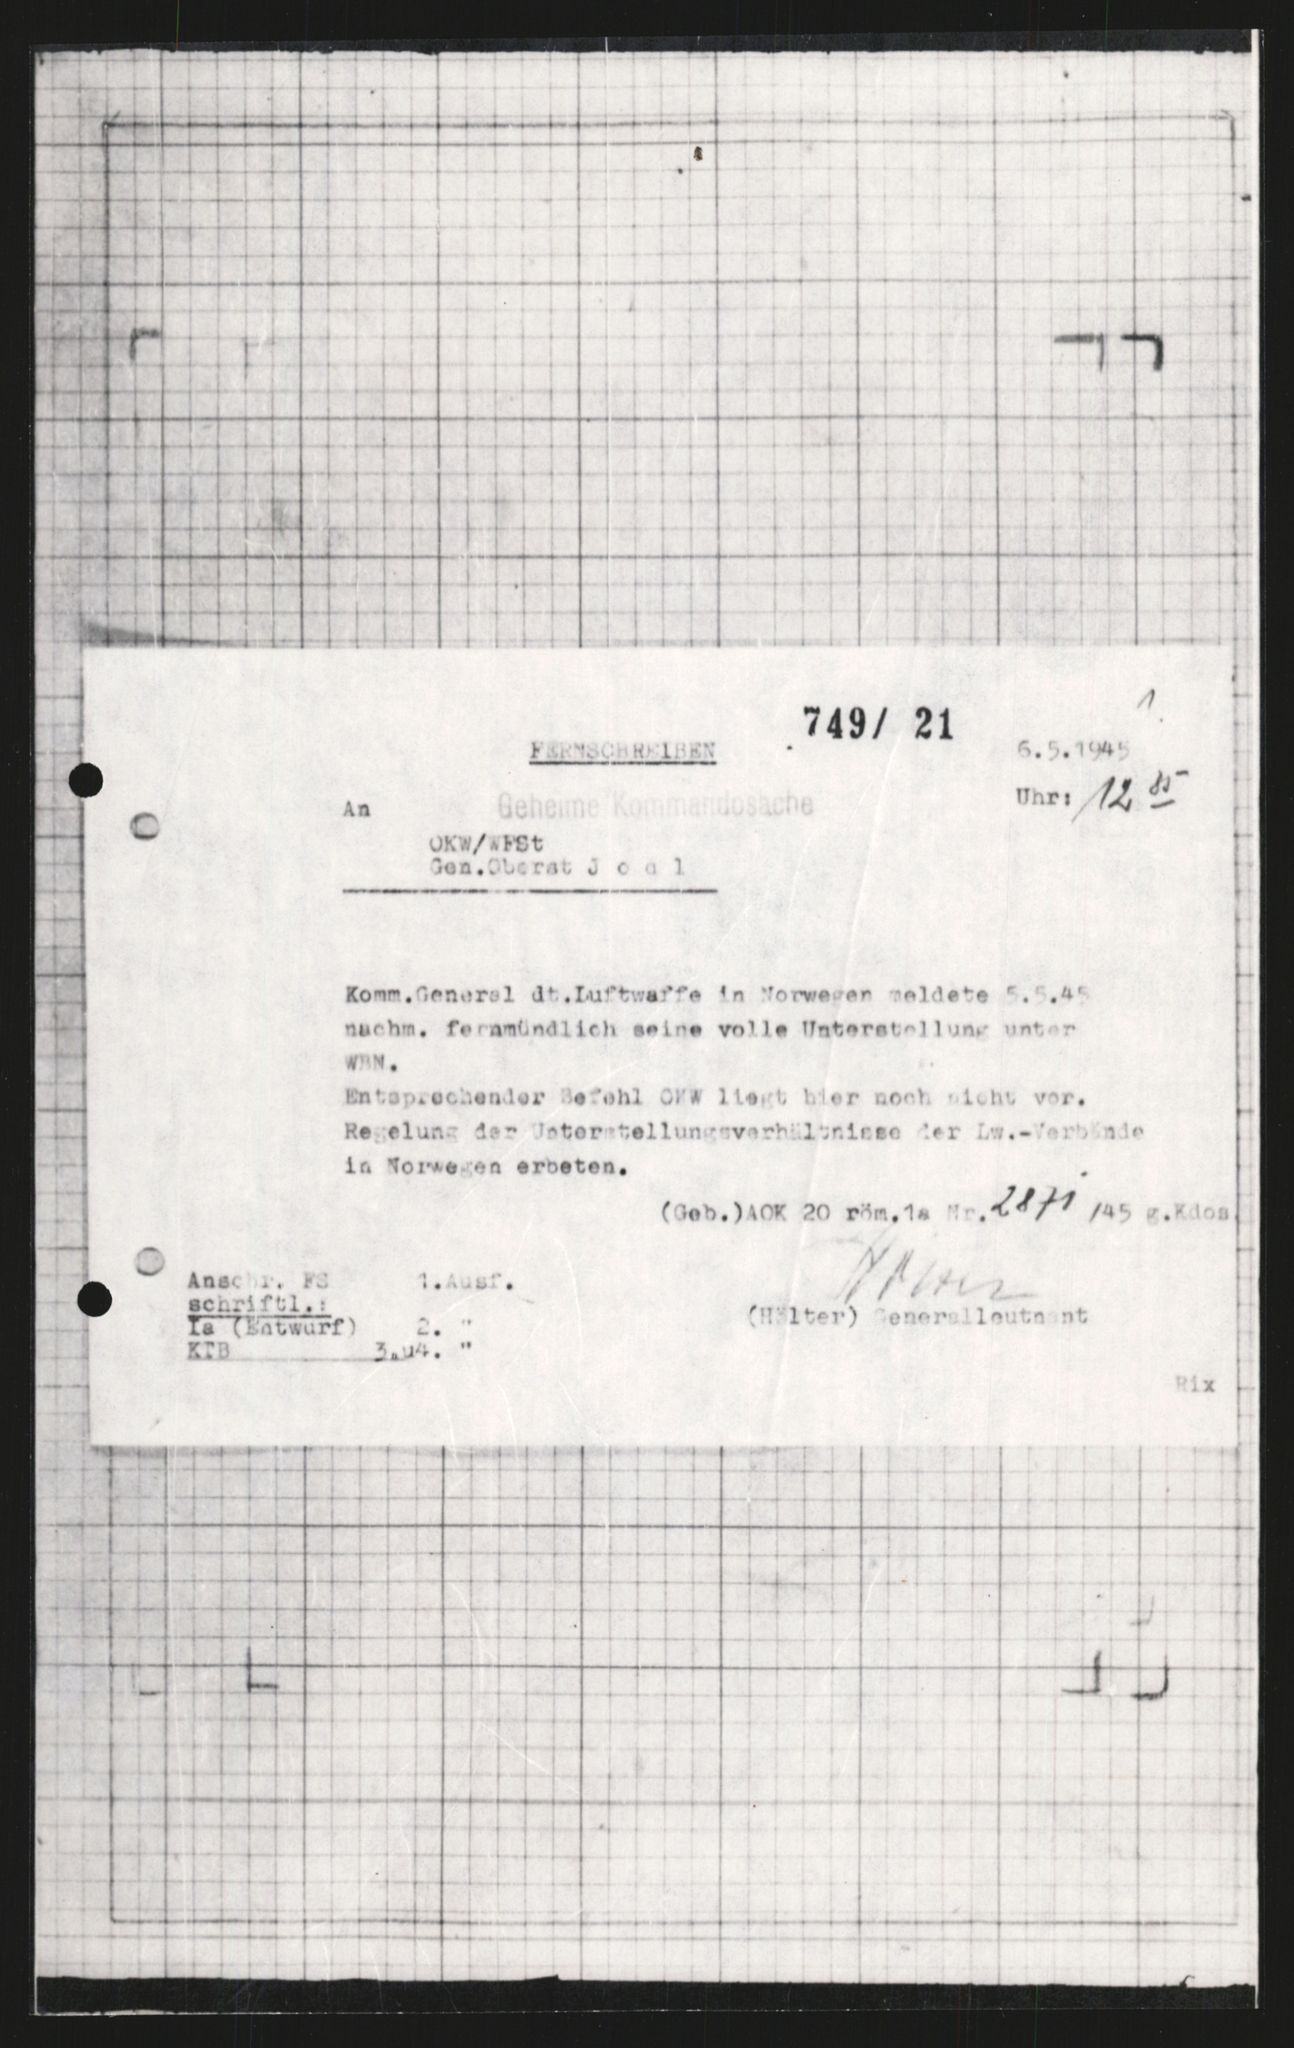 1.
749/ 21
FERNSCHREIBEN
6.5.1945
An
Geheime Kommandosache
Uhr: 12
OKW/WFSt
Gen.Oberst J o d l
Komm.General dt.Luftwaffe in Norwegen meldete 5.5.45
nachm. fernmündlich seine volle Unterstellung unter
WBN.
Entsprechender Befehl OKW liegt hier noch nicht vor.
Regelung der Unterstellungsverhältnisse der Lw.-Verbände
in Norwegen erbeten.
(Geb.)AOK 20 röm.1a Nr. 2871 /45 g.Kdos
Anschr. FS 1.Ausf.
schriftl.:
Ia (Entwurf) 2. "
KTB 3.u4. "
Hölter
(Hölter) Generalleutnant
Rix